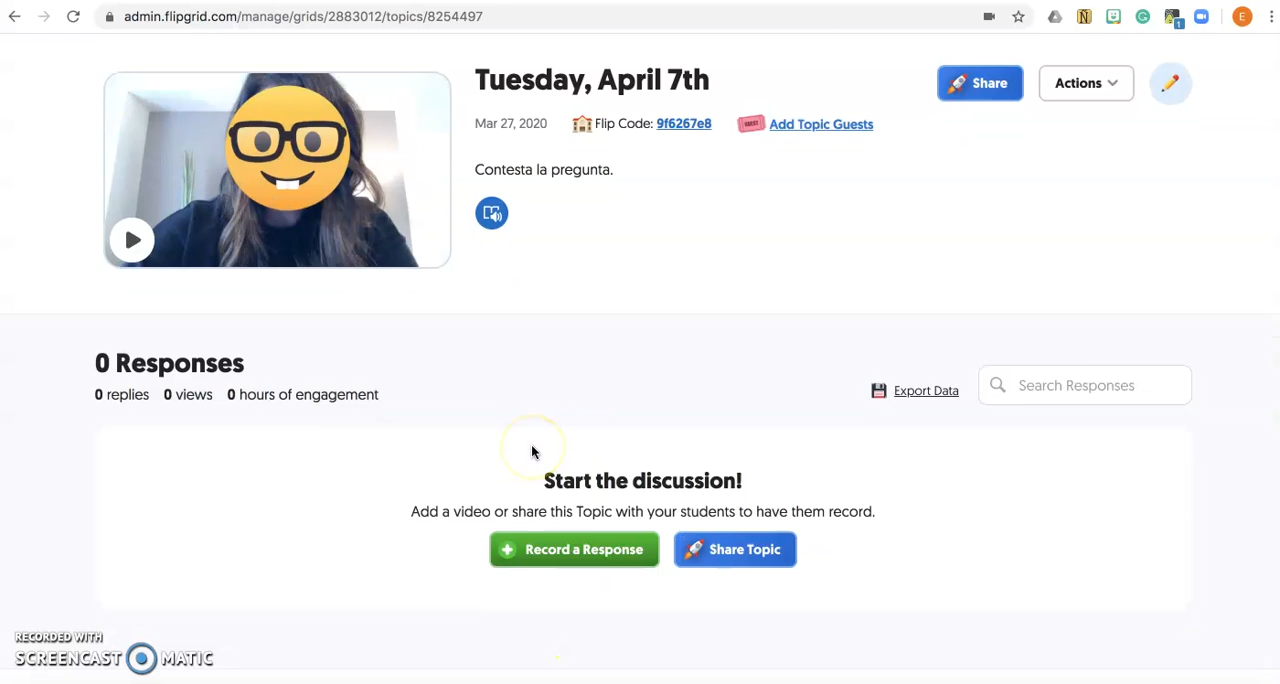 admin.flipgrid.com/manage/grids/2883012/topics/8254497
N
1
E
Tuesday, April 7th
Share
Actions
Mar 27, 2020
Flip Code: 9f6267e8
Add Topic Guests
Contesta la pregunta.
0 Responses
0 replies 0 views 0 hours of engagement
Export Data
Search Responses
Start the discussion!
Add a video or share this Topic with your students to have them record.
Record a Response
Share Topic
RECORDED WITH
SCREENCAST MATIC